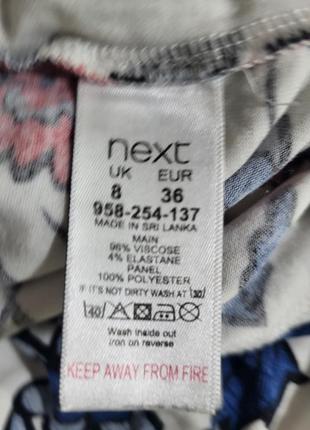 next
UK EUR
8 36
958-254-137
MADE IN SRI LANKA
MAIN
96% VISCOSE
4% ELASTANE
PANEL
100% POLYESTER
IF IT'S NOT DIRTY WASH AT 30
40
Wash inside out
Iron on reverse
KEEP AWAY FROM FIRE